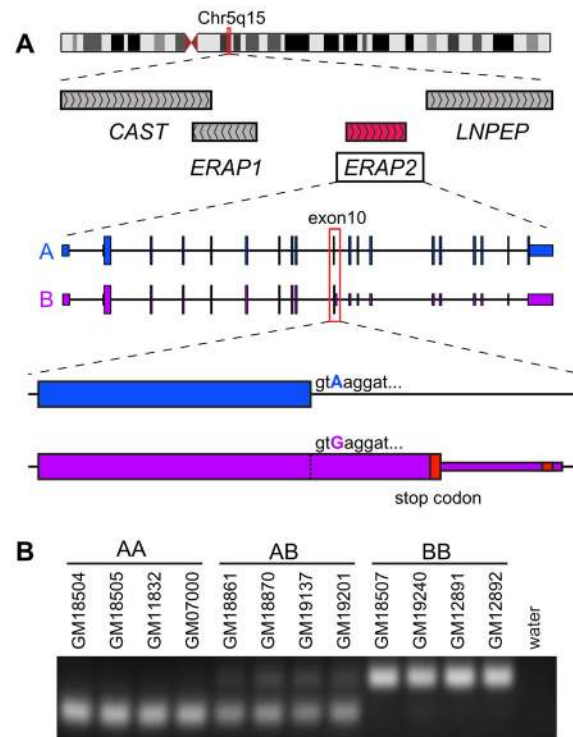 A
Chr5q15
CAST
ERAP1
ERAP2
LNPEP
exon10
A
B
gtAaggat...
gtGaggat...
stop codon
B
AA AB BB
GM18504 GM18505 GM11832 GM07000 GM18861 GM18870 GM19137 GM19201 GM18507 GM19240 GM12891 GM12892 water